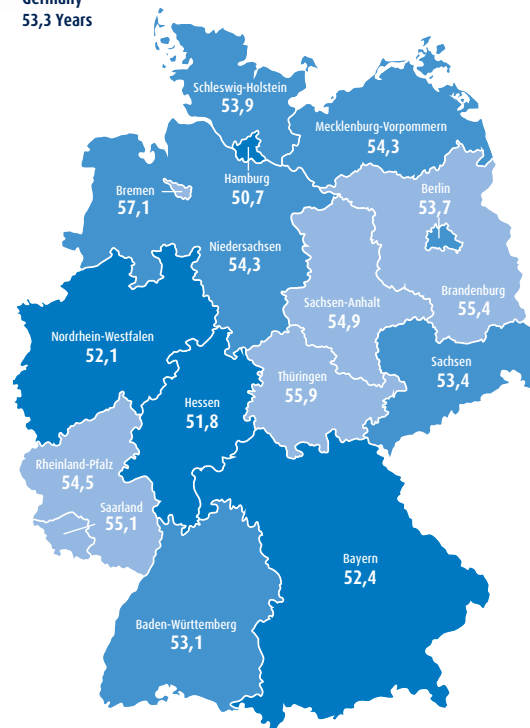 Germany
53,3 Years
Schleswig-Holstein
53,9
Mecklenburg-Vorpommern
54,3
Hamburg
50,7
Bremen
57,1
Berlin
53,7
Niedersachsen
54,3
Brandenburg
55,4
Sachsen-Anhalt
54,9
Nordrhein-Westfalen
52,1
Sachsen
53,4
Thüringen
55,9
Hessen
51,8
Rheinland-Pfalz
54,5
Saarland
55,1
Bayern
52,4
Baden-Württemberg
53,1